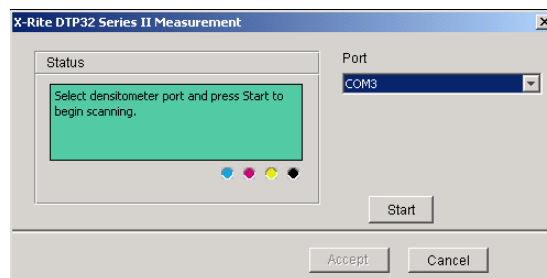 X-Rite DTP32 Series II Measurement
Status
Select densitometer port and press Start to
begin scanning.
Port
COM3
Start
Accept
Cancel